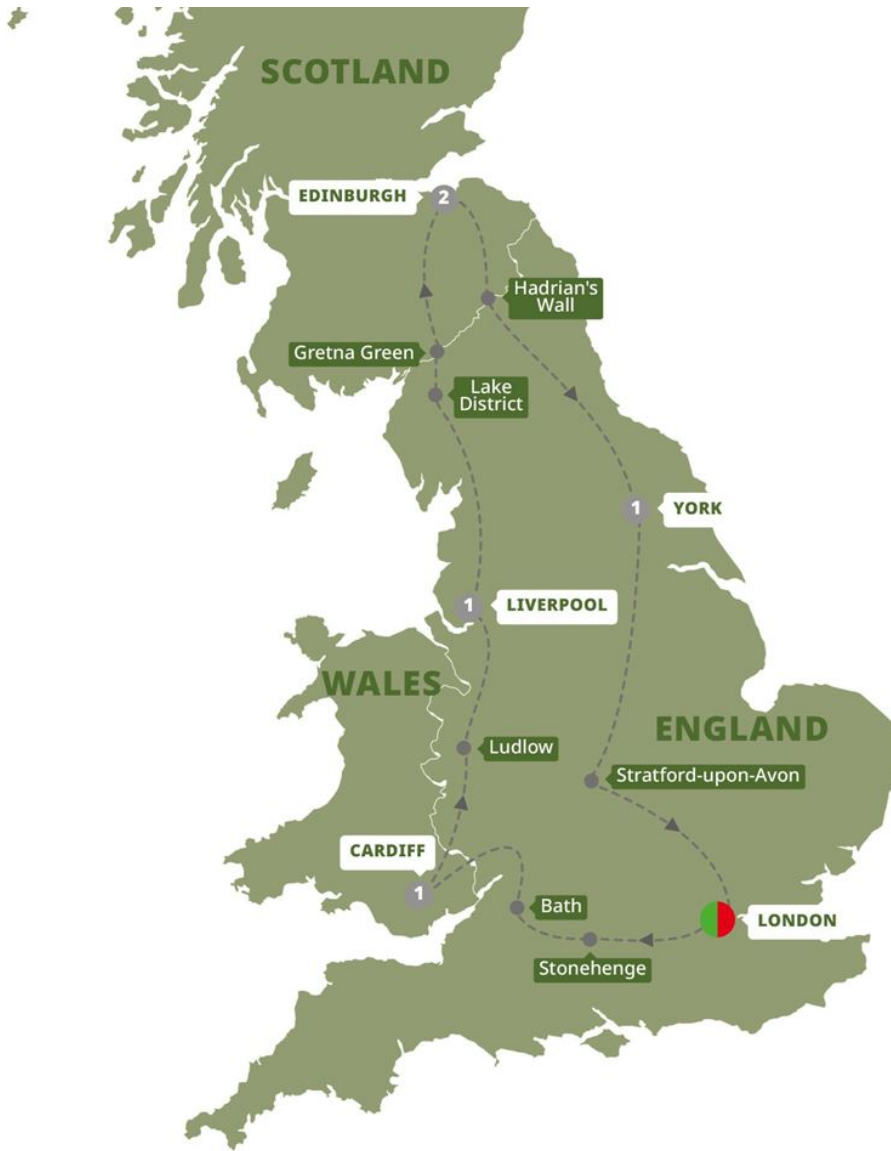 SCOTLAND
EDINBURGH
2
Hadrian's
Wall
Gretna Green
Lake
District
1
YORK
1
LIVERPOOL
WALES
ENGLAND
Ludlow
Stratford-upon-Avon
CARDIFF
1
Bath
LONDON
Stonehenge